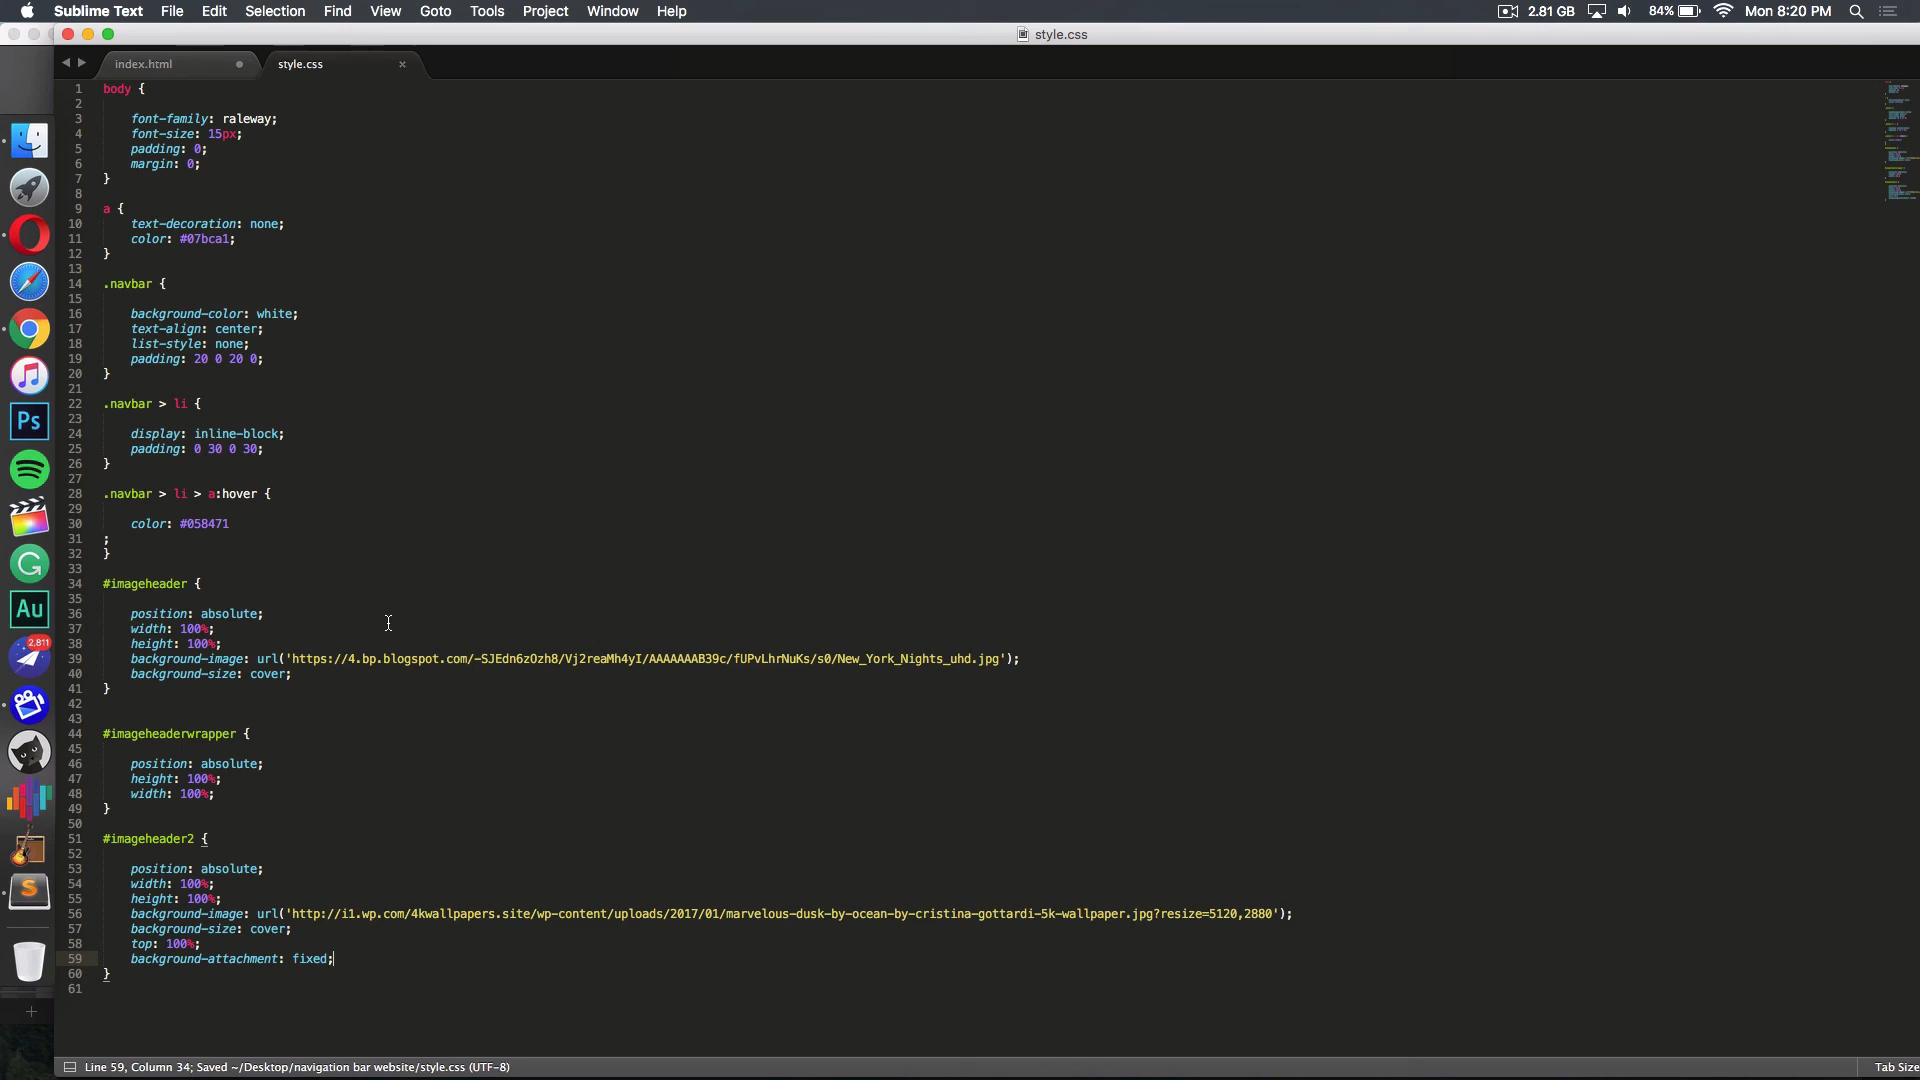 Sublime Text File Edit Selection Find View Goto Tools Project Window Help 2.81 GB 84% Mon 8:20 PM
style.css
index.html style.css
1 body {
2
3 font-family: raleway;
4 font-size: 15px;
5 padding: 0;
6 margin: 0;
7 }
8
9 a {
10 text-decoration: none;
11 color: #07bca1;
12 }
13
14 .navbar {
15
16 background-color: white;
17 text-align: center;
18 list-style: none;
19 padding: 20 0 20 0;
20 }
21
22 .navbar > li {
23
24 display: inline-block;
25 padding: 0 30 0 30;
26 }
27
28 .navbar > li > a:hover {
29
30 color: #058471
31 ;
32 }
33
34 #imageheader {
35
36 position: absolute;
37 width: 100%;
38 height: 100%;
39 background-image: url('https://4.bp.blogspot.com/-SJEdn6zOzh8/Vj2reaMh4yI/AAAAAAAB39c/fUPvLhrNuKs/s0/New_York_Nights_uhd.jpg');
40 background-size: cover;
41 }
42
43
44 #imageheaderwrapper {
45
46 position: absolute;
47 height: 100%;
48 width: 100%;
49 }
50
51 #imageheader2 {
52
53 position: absolute;
54 width: 100%;
55 height: 100%;
56 background-image: url('http://i1.wp.com/4kwallpapers.site/wp-content/uploads/2017/01/marvelous-dusk-by-ocean-by-cristina-gottardi-5k-wallpaper.jpg?resize=5120,2880');
57 background-size: cover;
58 top: 100%;
59 background-attachment: fixed;
60 }
61
Ps
G
Au
2,811
S
Line 59, Column 34; Saved ~/Desktop/navigation bar website/style.css (UTF-8) Tab Size